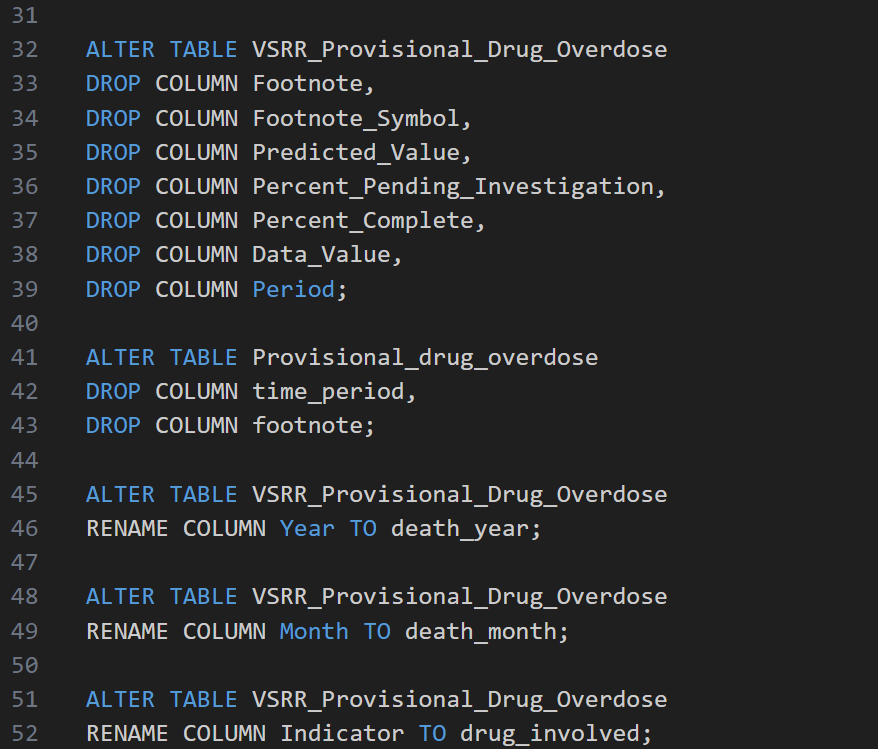 31
32 ALTER TABLE VSRR_Provisional_Drug_Overdose
33 DROP COLUMN Footnote,
34 DROP COLUMN Footnote_Symbol,
35 DROP COLUMN Predicted_Value,
36 DROP COLUMN Percent_Pending_Investigation,
37 DROP COLUMN Percent_Complete,
38 DROP COLUMN Data_Value,
39 DROP COLUMN Period;
40
41 ALTER TABLE Provisional_drug_overdose
42 DROP COLUMN time_period,
43 DROP COLUMN footnote;
44
45 ALTER TABLE VSRR_Provisional_Drug_Overdose
46 RENAME COLUMN Year TO death_year;
47
48 ALTER TABLE VSRR_Provisional_Drug_Overdose
49 RENAME COLUMN Month TO death_month;
50
51 ALTER TABLE VSRR_Provisional_Drug_Overdose
52 RENAME COLUMN Indicator TO drug_involved;